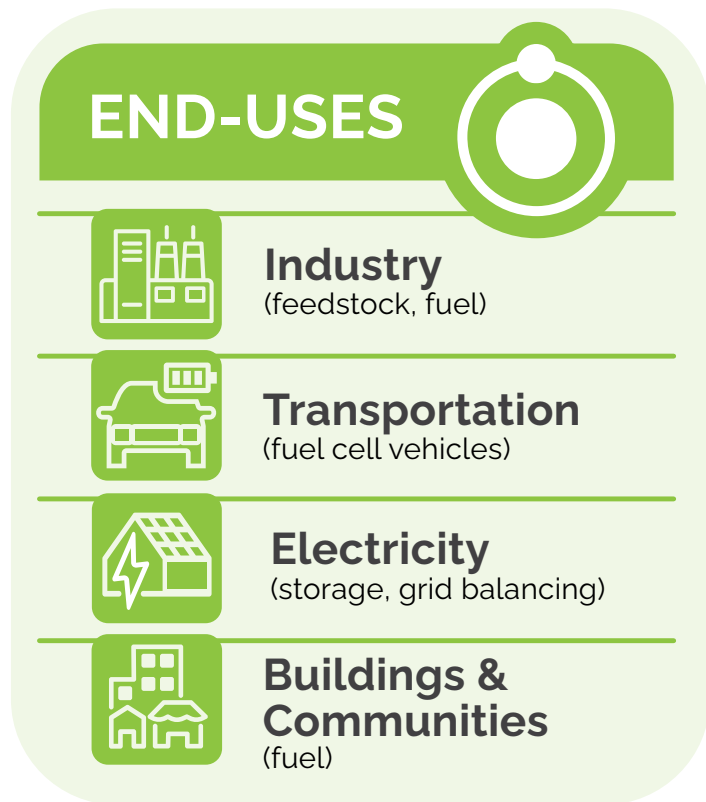 END-USES
Industry
(feedstock, fuel)
Transportation
(fuel cell vehicles)
Electricity
(storage, grid balancing)
Buildings &
Communities
(fuel)